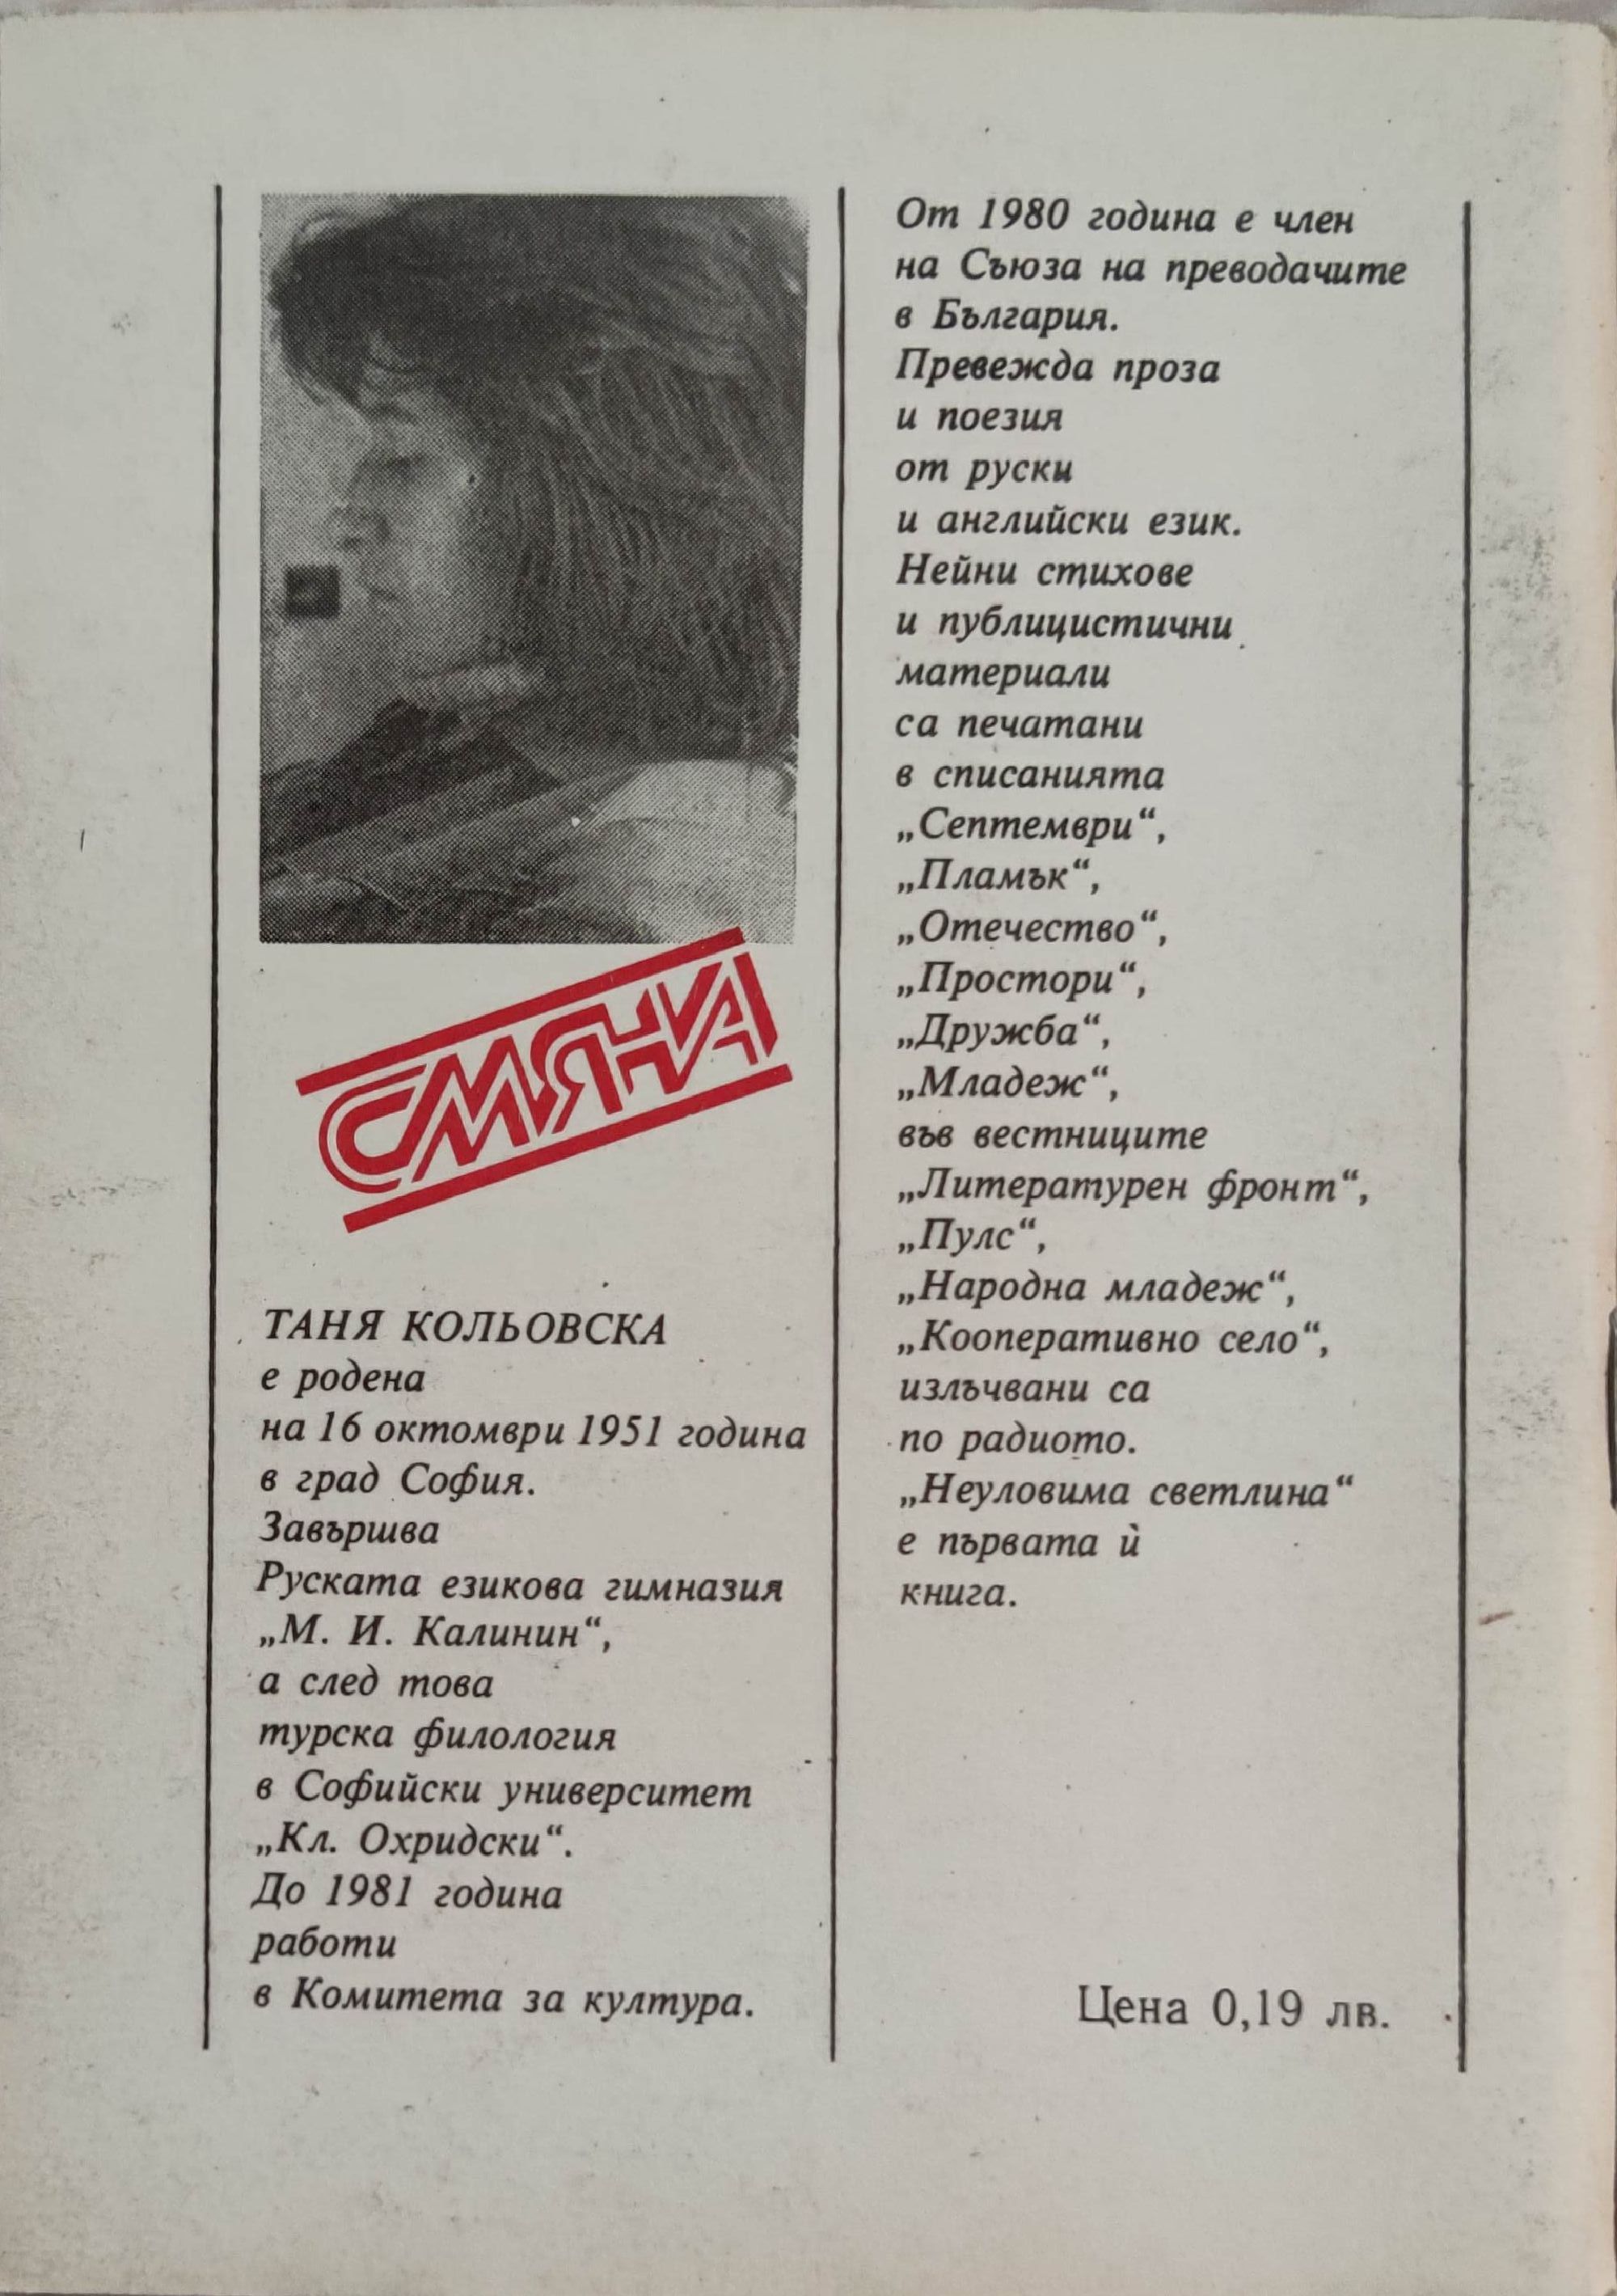 СМЯНА
ТАНЯ КОЛЬОВСКА
е родена
на 16 октомври 1951 година
в град София.
Завършва
Руската езикова гимназия
„М. И. Калинин“,
а след това
турска филология
в Софийски университет
„Кл. Охридски“.
До 1981 година
работи
в Комитета за култура.
От 1980 година е член
на Съюза на преводачите
в България.
Превежда проза
и поезия
от руски
и английски език.
Нейни стихове
и публицистични
материали
са печатани
в списанията
„Септември“,
„Пламък“,
„Отечество“,
„Простори“,
„Дружба“,
„Младеж“,
във вестниците
„Литературен фронт“,
„Пулс“,
„Народна младеж“,
„Кооперативно село“,
излъчвани са
по радиото.
„Неуловима светлина“
е първата ѝ
книга.
Цена 0,19 лв.